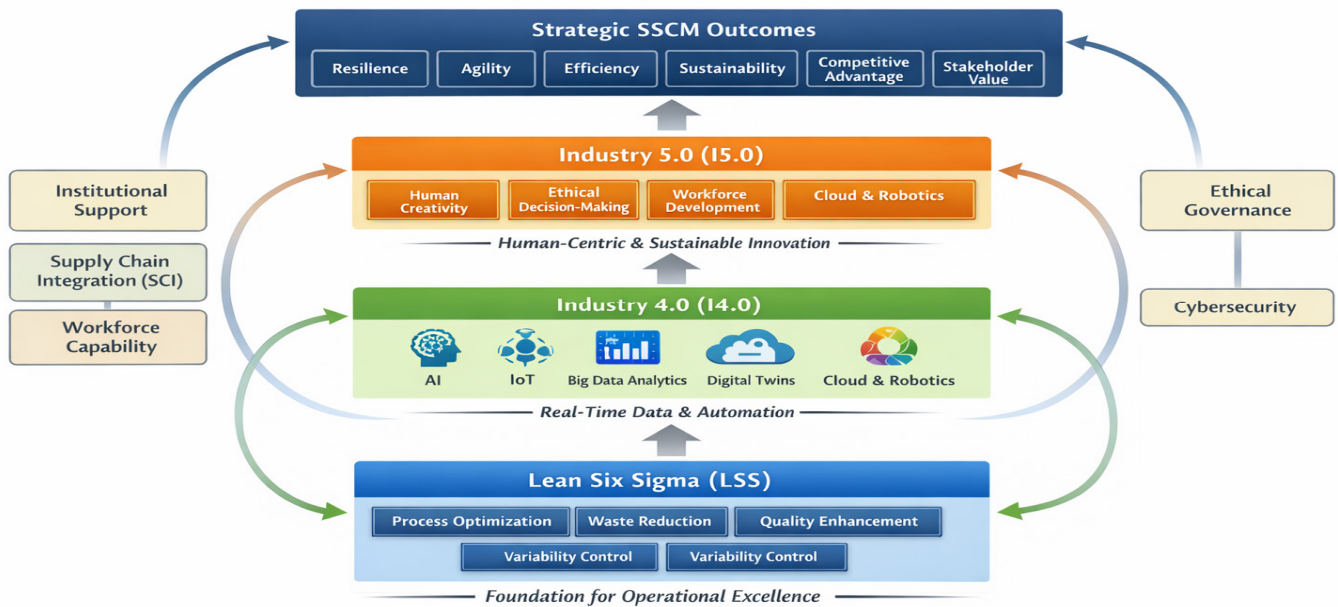 Strategic SSCM Outcomes
Resilience
Agility
Efficiency
Sustainability
Competitive
Advantage
Stakeholder
Value
Industry 5.0 (I5.0)
Human
Creativity
Ethical
Decision-Making
Workforce
Development
Cloud & Robotics
Human-Centric & Sustainable Innovation
Institutional
Support
Supply Chain
Integration (SCI)
Workforce
Capability
Ethical
Governance
Cybersecurity
Industry 4.0 (I4.0)
AI
IoT
Big Data Analytics
Digital Twins
Cloud & Robotics
Real-Time Data & Automation
Lean Six Sigma (LSS)
Process Optimization
Waste Reduction
Quality Enhancement
Variability Control
Variability Control
Foundation for Operational Excellence